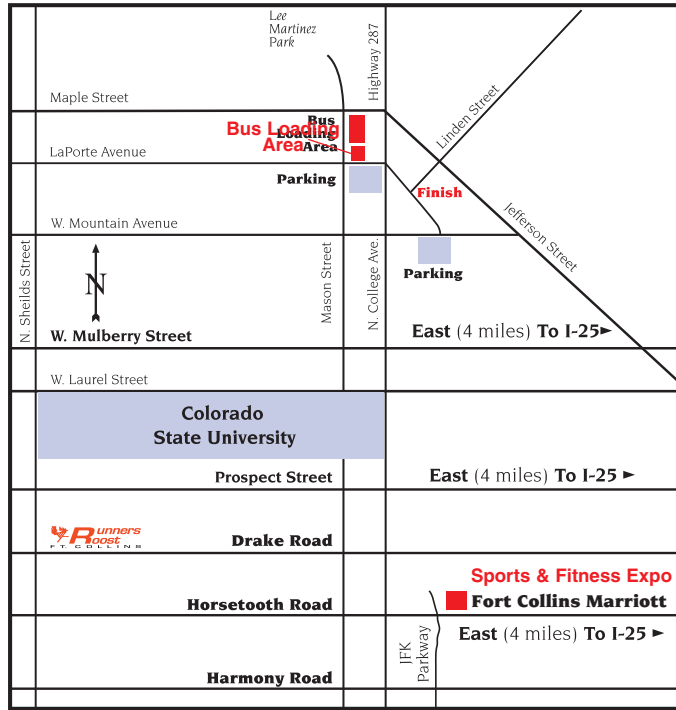 Lee
Martinez
Park
Highway 287
Maple Street
Linden Street
Bus
Loading
Area
Bus Loading
Area
LaPorte Avenue
Parking
Finish
W. Mountain Avenue
Jefferson Street
N. Sheilds Street
N
Mason Street
N. College Ave.
Parking
W. Mulberry Street
East (4 miles) To I-25
W. Laurel Street
Colorado
State University
Prospect Street
East (4 miles) To I-25
Runners
Roost
FT. COLLINS
Drake Road
Sports & Fitness Expo
Horsetooth Road
Fort Collins Marriott
JFK
Parkway
East (4 miles) To I-25
Harmony Road